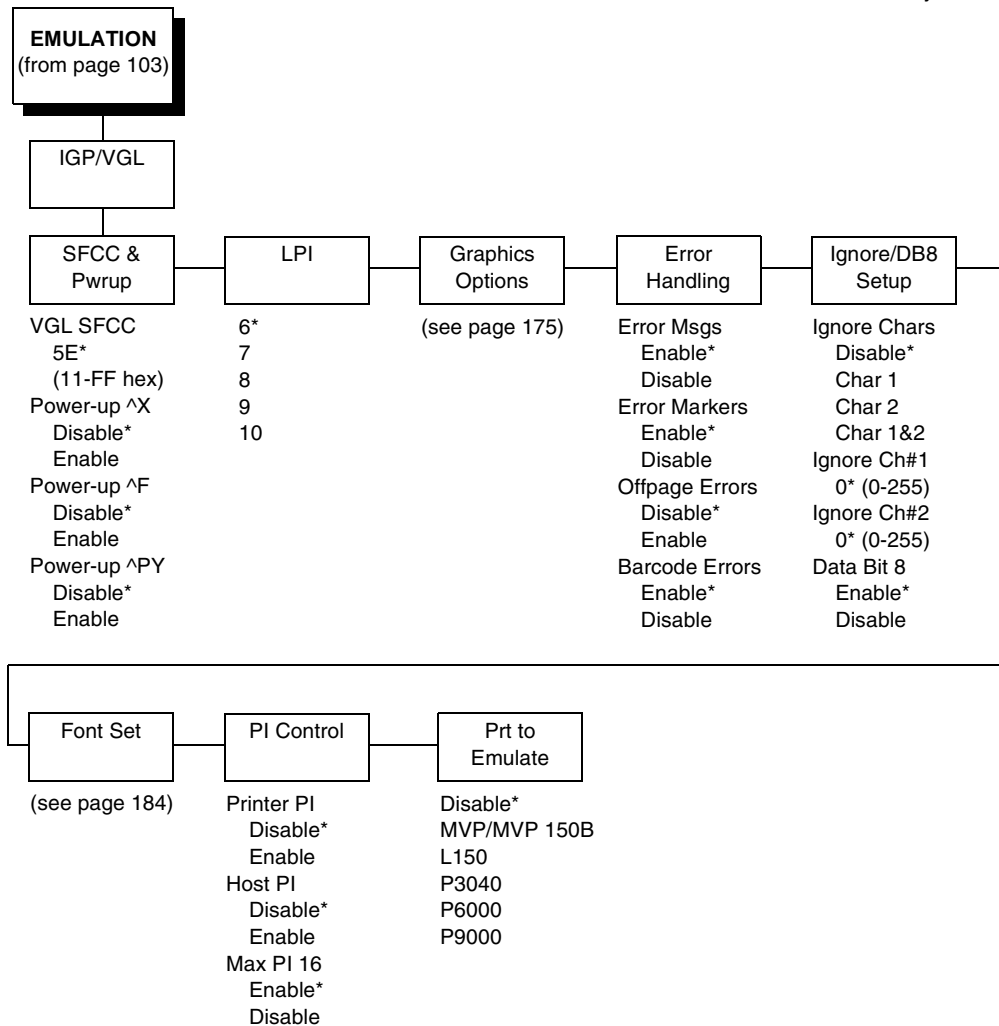 EMULATION
(from page 103)
IGP/VGL
SFCC &
Pwrup
LPI
Graphics
Options
Error
Handling
Ignore/DB8
Setup
VGL SFCC
5E*
(11-FF hex)
Power-up ^X
Disable*
Enable
Power-up ^F
Disable*
Enable
Power-up ^PY
Disable*
Enable
6*
7
8
9
10
(see page 175)
Error Msgs
Enable*
Disable
Error Markers
Enable*
Disable
Offpage Errors
Disable*
Enable
Barcode Errors
Enable*
Disable
Ignore Chars
Disable*
Char 1
Char 2
Char 1&2
Ignore Ch#1
0* (0-255)
Ignore Ch#2
0* (0-255)
Data Bit 8
Enable*
Disable
Font Set
PI Control
Prt to
Emulate
(see page 184)
Printer PI
Disable*
Enable
Host PI
Disable*
Enable
Max PI 16
Enable*
Disable
Disable*
MVP/MVP 150B
L150
P3040
P6000
P9000